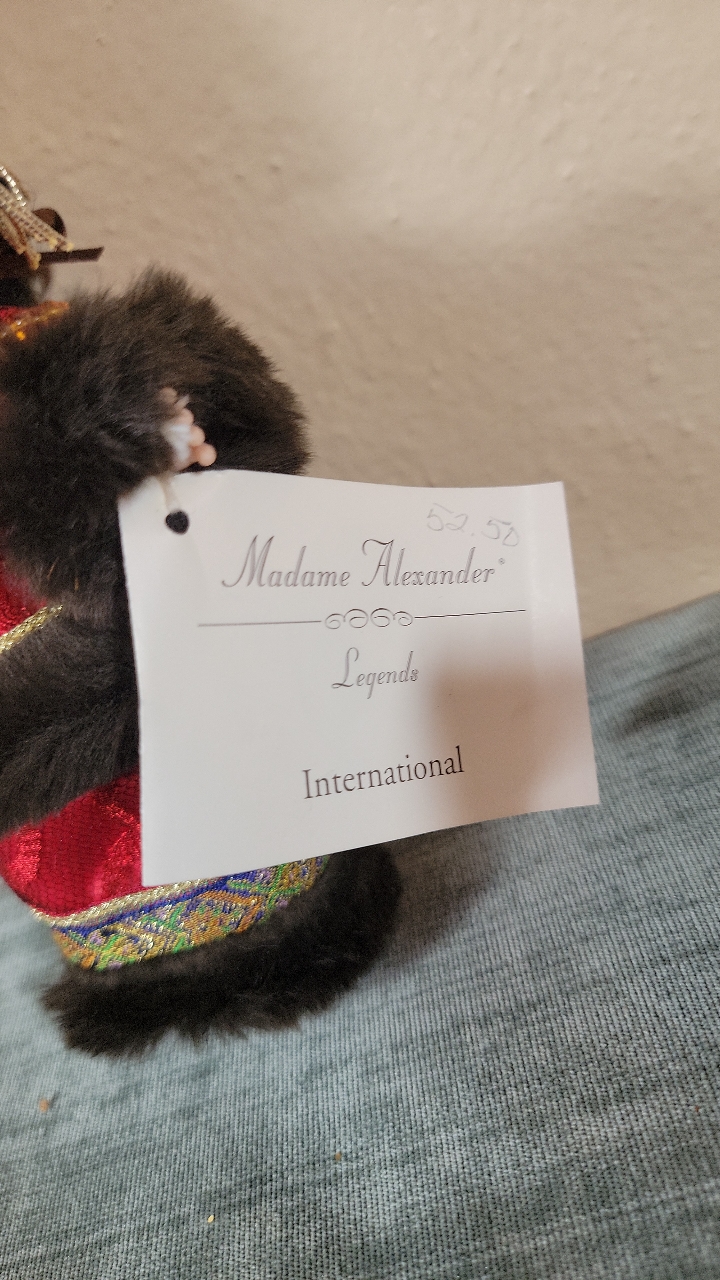 52.50
Madame Alexander®
Legends
International